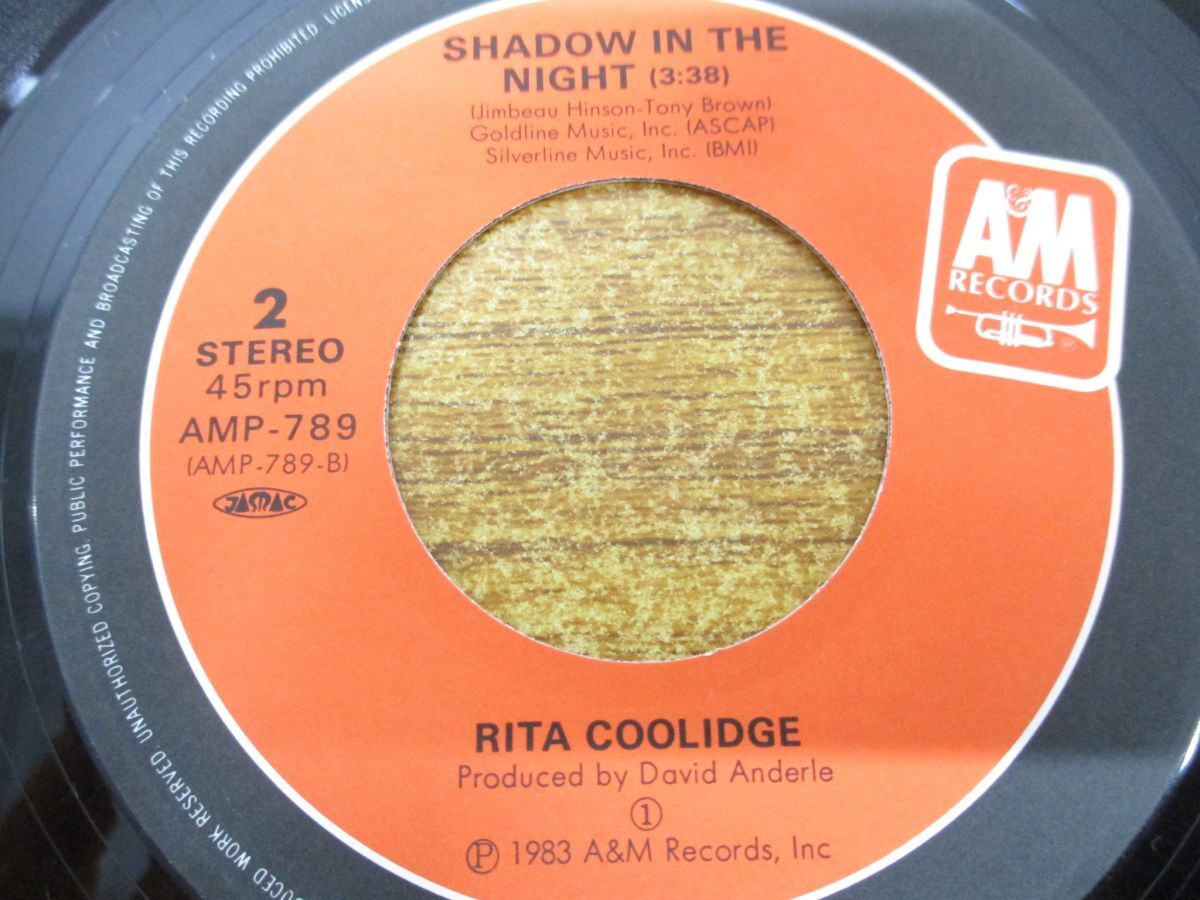 SHADOW IN THE
NIGHT (3:38)
(Jimbeau Hinson-Tony Brown)
Goldline Music, Inc. (ASCAP)
Silverline Music, Inc. (BMI)
A&M
RECORDS
2
STEREO
45rpm
AMP-789
(AMP-789-B)
JASRAC
RITA COOLIDGE
Produced by David Anderle
①
Ⓟ 1983 A&M Records, Inc
WORK RESERVED UNAUTHORIZED COPYING. PUBLIC PERFORMANCE AND BROADCASTING OF THIS RECORDING PROHIBITED